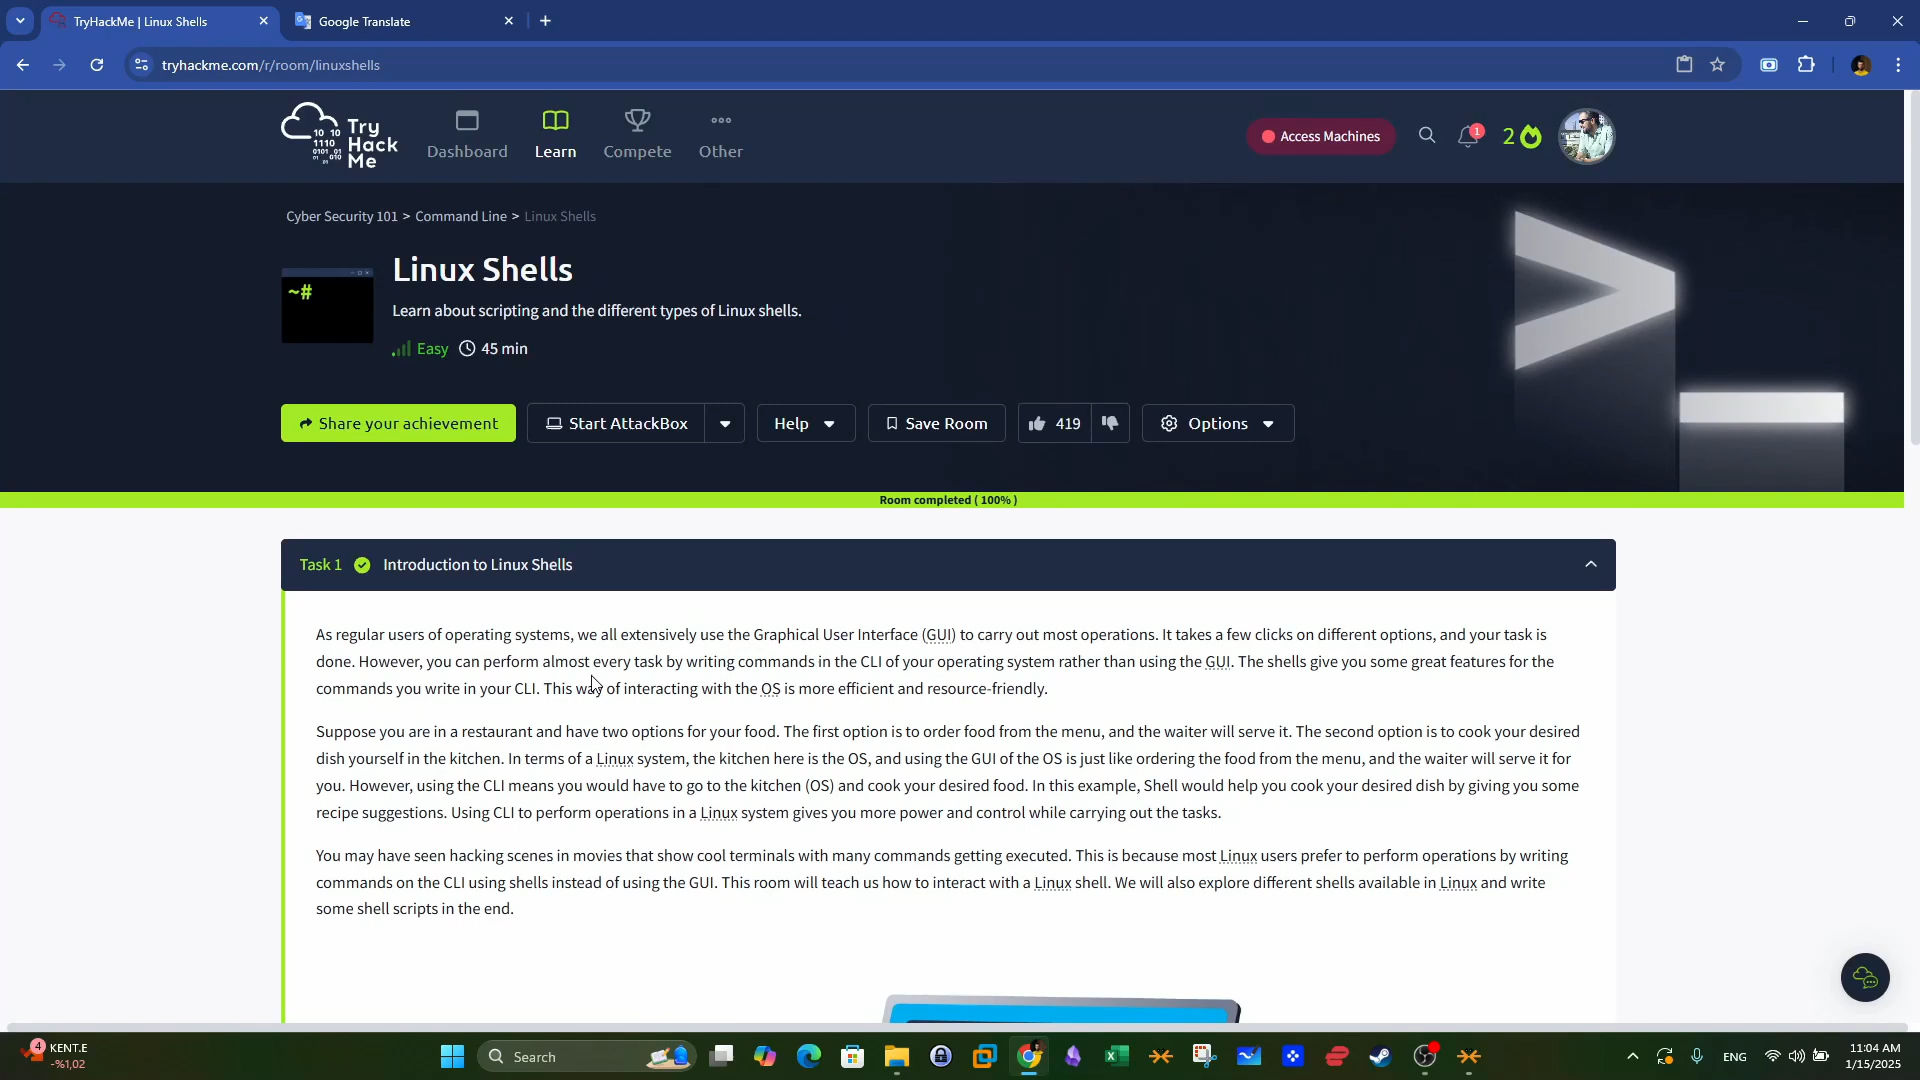 TryHackMe | Linux Shells
Google Translate
tryhackme.com/r/room/linuxshells
Try
Hack
Me
Dashboard
Learn
Compete
Other
Access Machines
1
2
Cyber Security 101 > Command Line > Linux Shells
~#
Linux Shells
Learn about scripting and the different types of Linux shells.
Easy
45 min
Share your achievement
Start AttackBox
Help
Save Room
419
Options
Room completed ( 100% )
Task 1
Introduction to Linux Shells
As regular users of operating systems, we all extensively use the Graphical User Interface (GUI) to carry out most operations. It takes a few clicks on different options, and your task is
done. However, you can perform almost every task by writing commands in the CLI of your operating system rather than using the GUI. The shells give you some great features for the
commands you write in your CLI. This way of interacting with the OS is more efficient and resource-friendly.
Suppose you are in a restaurant and have two options for your food. The first option is to order food from the menu, and the waiter will serve it. The second option is to cook your desired
dish yourself in the kitchen. In terms of a Linux system, the kitchen here is the OS, and using the GUI of the OS is just like ordering the food from the menu, and the waiter will serve it for
you. However, using the CLI means you would have to go to the kitchen (OS) and cook your desired food. In this example, Shell would help you cook your desired dish by giving you some
recipe suggestions. Using CLI to perform operations in a Linux system gives you more power and control while carrying out the tasks.
You may have seen hacking scenes in movies that show cool terminals with many commands getting executed. This is because most Linux users prefer to perform operations by writing
commands on the CLI using shells instead of using the GUI. This room will teach us how to interact with a Linux shell. We will also explore different shells available in Linux and write
some shell scripts in the end.
4
KENT.E
-%1,02
Search
ENG
11:04 AM
1/15/2025